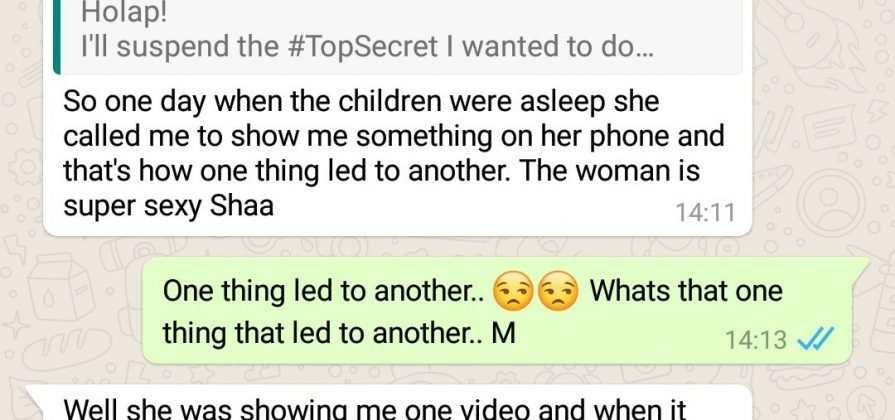 Holap!
I'll suspend the #TopSecret I wanted to do...
So one day when the children were asleep she
called me to show me something on her phone and
that's how one thing led to another. The woman is
super sexy Shaa
14:11
One thing led to another.. 😒😒 Whats that one
thing that led to another.. M
14:13
Well she was showing me one video and when it